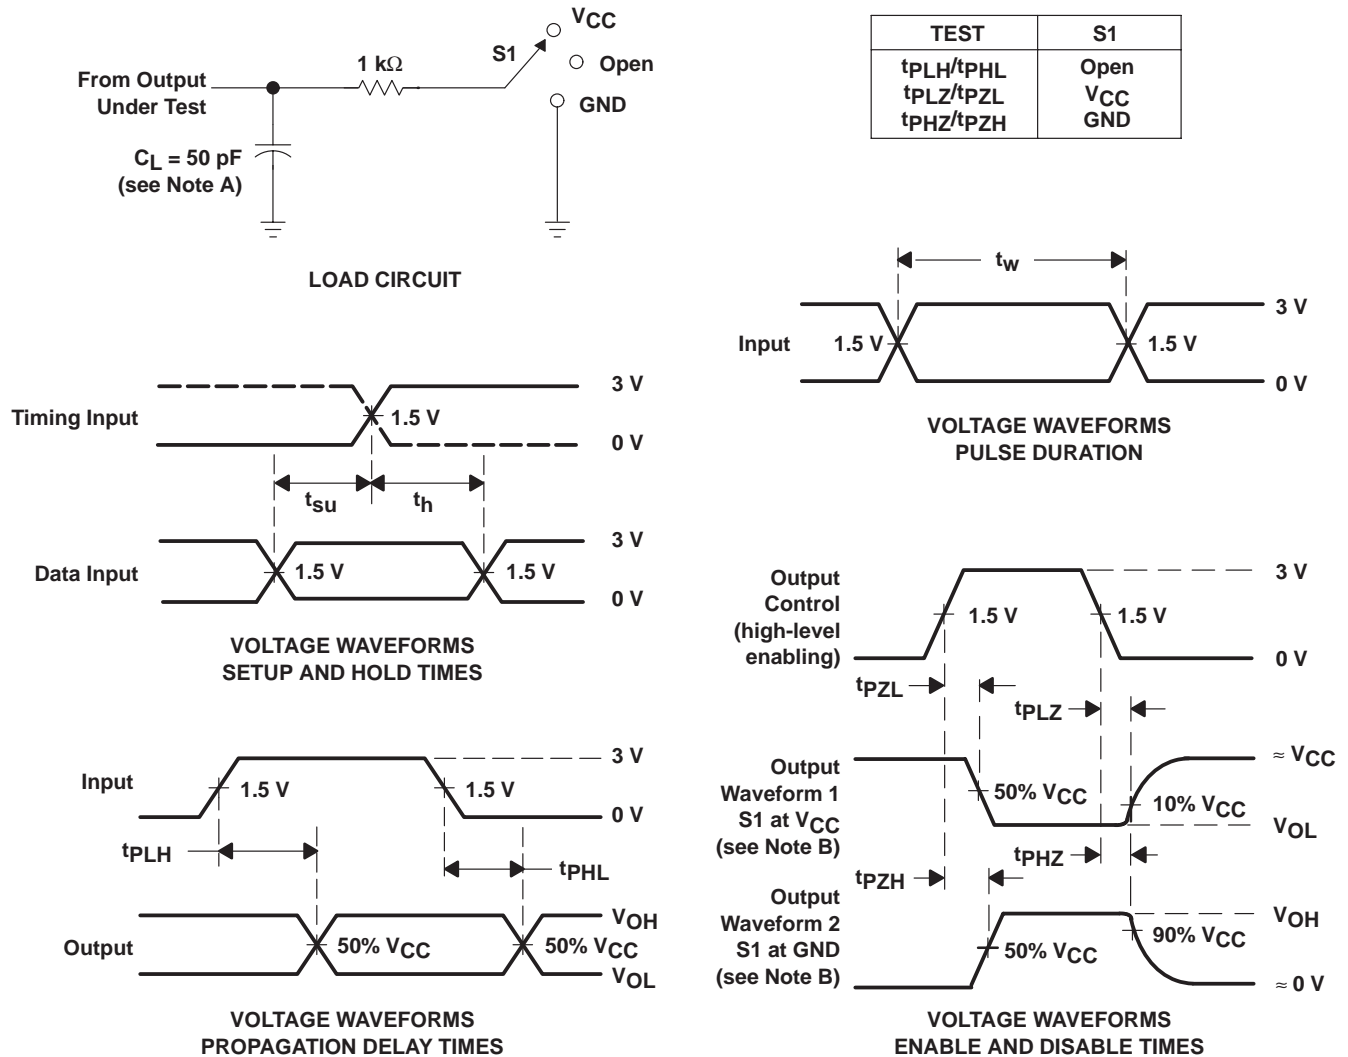 From Output
Under Test
CL = 50 pF
(see Note A)
1 kΩ
S1
VCC
Open
GND
LOAD CIRCUIT
TEST S1
tPLH/tPHL Open
tPLZ/tPZL VCC
tPHZ/tPZH GND
tw
Input
1.5 V
1.5 V
3 V
0 V
VOLTAGE WAVEFORMS
PULSE DURATION
Timing Input
1.5 V
3 V
0 V
tsu
th
Data Input
1.5 V
1.5 V
3 V
0 V
VOLTAGE WAVEFORMS
SETUP AND HOLD TIMES
Input
1.5 V
1.5 V
3 V
0 V
tPLH
tPHL
Output
50% VCC
50% VCC
VOH
VOL
VOLTAGE WAVEFORMS
PROPAGATION DELAY TIMES
Output
Control
(high-level
enabling)
1.5 V
1.5 V
3 V
0 V
tPZL
tPLZ
Output
Waveform 1
S1 at VCC
(see Note B)
50% VCC
10% VCC
≈ VCC
VOL
tPZH
tPHZ
Output
Waveform 2
S1 at GND
(see Note B)
50% VCC
90% VCC
VOH
≈ 0 V
VOLTAGE WAVEFORMS
ENABLE AND DISABLE TIMES